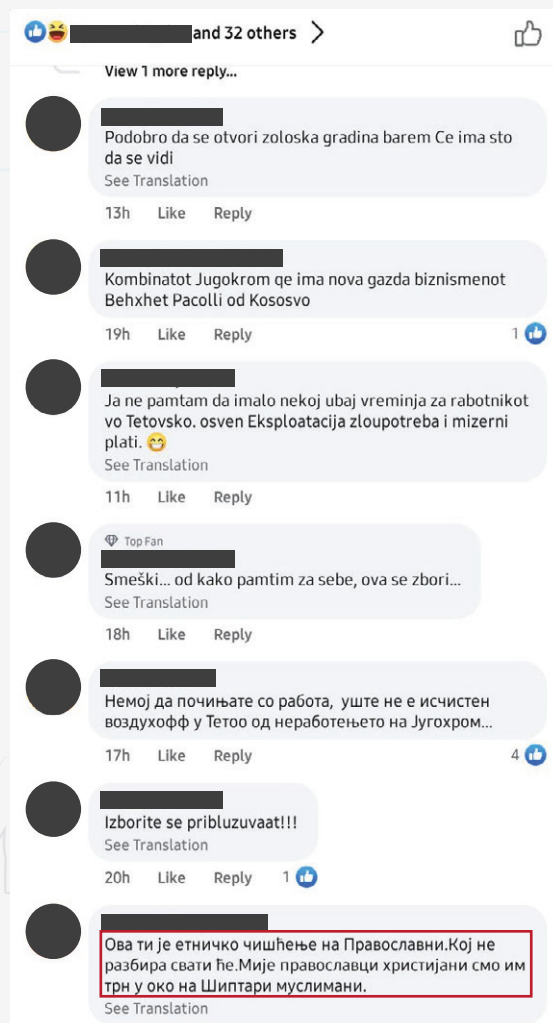 and 32 others
View 1 more reply...
Podobro da se otvori zoloska gradina barem Ce ima sto
da se vidi
See Translation
13h Like Reply
Kombinatot Jugokrom qe ima nova gazda biznismenot
Behxhet Pacolli od Kososvo
19h Like Reply 1
Ja ne pamtam da imalo nekoj ubaj vreminja za rabotnikot
vo Tetovsko. osven Eksploatacija zloupotreba i mizerni
plati. 😁
See Translation
11h Like Reply
Top Fan
Smeški... od kako pamtim za sebe, ova se zbori...
See Translation
18h Like Reply
Немој да почињате со работа, уште не е исчистен
воздухофф у Тетоо од неработењето на Југохром...
17h Like Reply 4
Izborite se pribluzuvaat!!!
See Translation
20h Like Reply 1
Ова ти је етничко чишћење на Православни.Кој не
разбира свати ће.Мије православци христијани смо им
трн у око на Шиптари муслимани.
See Translation